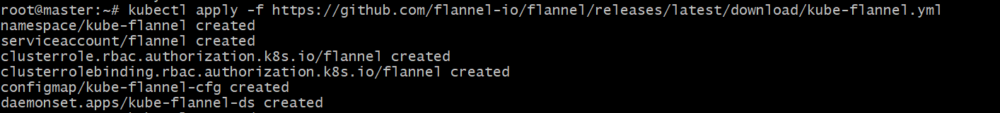 root@master:~# kubectl apply -f https://github.com/flannel-io/flannel/releases/latest/download/kube-flannel.yml
namespace/kube-flannel created
serviceaccount/flannel created
clusterrole.rbac.authorization.k8s.io/flannel created
clusterrolebinding.rbac.authorization.k8s.io/flannel created
configmap/kube-flannel-cfg created
daemonset.apps/kube-flannel-ds created